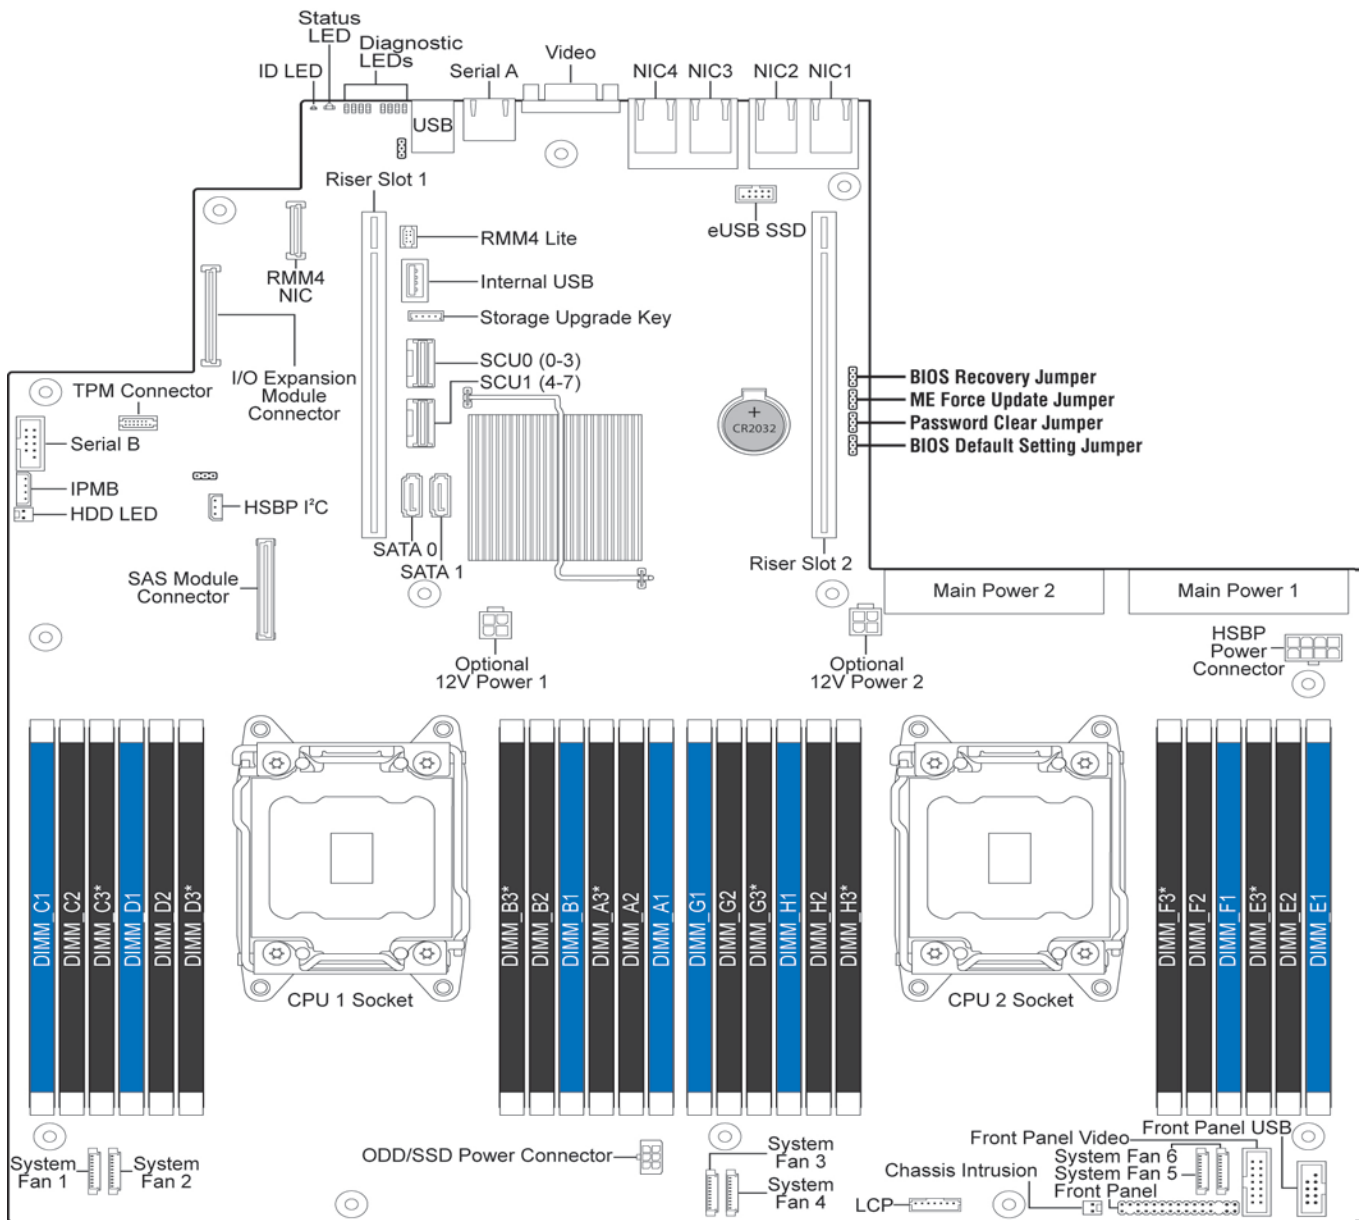 Status
LED
Diagnostic
LEDs
ID LED
Serial A
Video
NIC4
NIC3
NIC2
NIC1
USB
Riser Slot 1
eUSB SSD
RMM4 Lite
RMM4
NIC
Internal USB
Storage Upgrade Key
SCU0 (0-3)
SCU1 (4-7)
I/O Expansion
Module
Connector
TPM Connector
BIOS Recovery Jumper
ME Force Update Jumper
Password Clear Jumper
BIOS Default Setting Jumper
+
CR2032
Serial B
IPMB
HDD LED
HSBP I²C
SATA 0
SATA 1
SAS Module
Connector
Riser Slot 2
Main Power 2
Main Power 1
HSBP
Power
Connector
Optional
12V Power 1
Optional
12V Power 2
DIMM_C1
DIMM_C2
DIMM_C3*
DIMM_D1
DIMM_D2
DIMM_D3*
DIMM_B3*
DIMM_B2
DIMM_B1
DIMM_A3*
DIMM_A2
DIMM_A1
DIMM_G1
DIMM_G2
DIMM_G3*
DIMM_H1
DIMM_H2
DIMM_H3*
DIMM_F3*
DIMM_F2
DIMM_F1
DIMM_E3*
DIMM_E2
DIMM_E1
CPU 1 Socket
CPU 2 Socket
System
Fan 1
System
Fan 2
ODD/SSD Power Connector
System
Fan 3
System
Fan 4
Front Panel USB
Front Panel Video
System Fan 6
System Fan 5
Front Panel
Chassis Intrusion
LCP